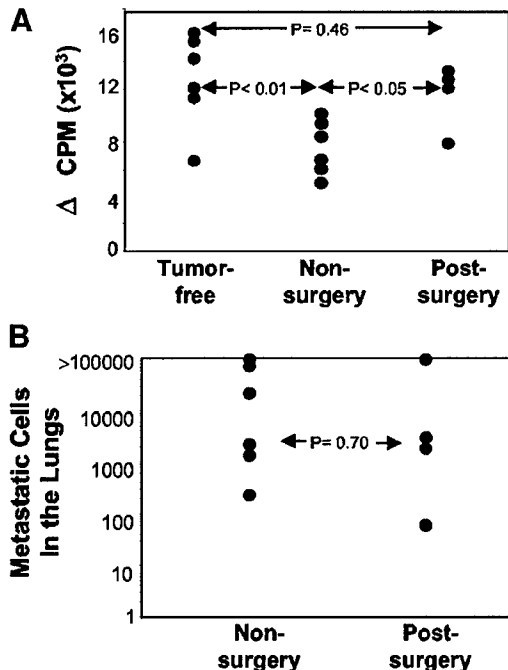 A
Δ CPM (x10³)
16
12
8
4
0
P= 0.46
P< 0.01
P< 0.05
Tumor-
free
Non-
surgery
Post-
surgery
B
Metastatic Cells
In the Lungs
>100000
10000
1000
100
10
1
P= 0.70
Non-
surgery
Post-
surgery